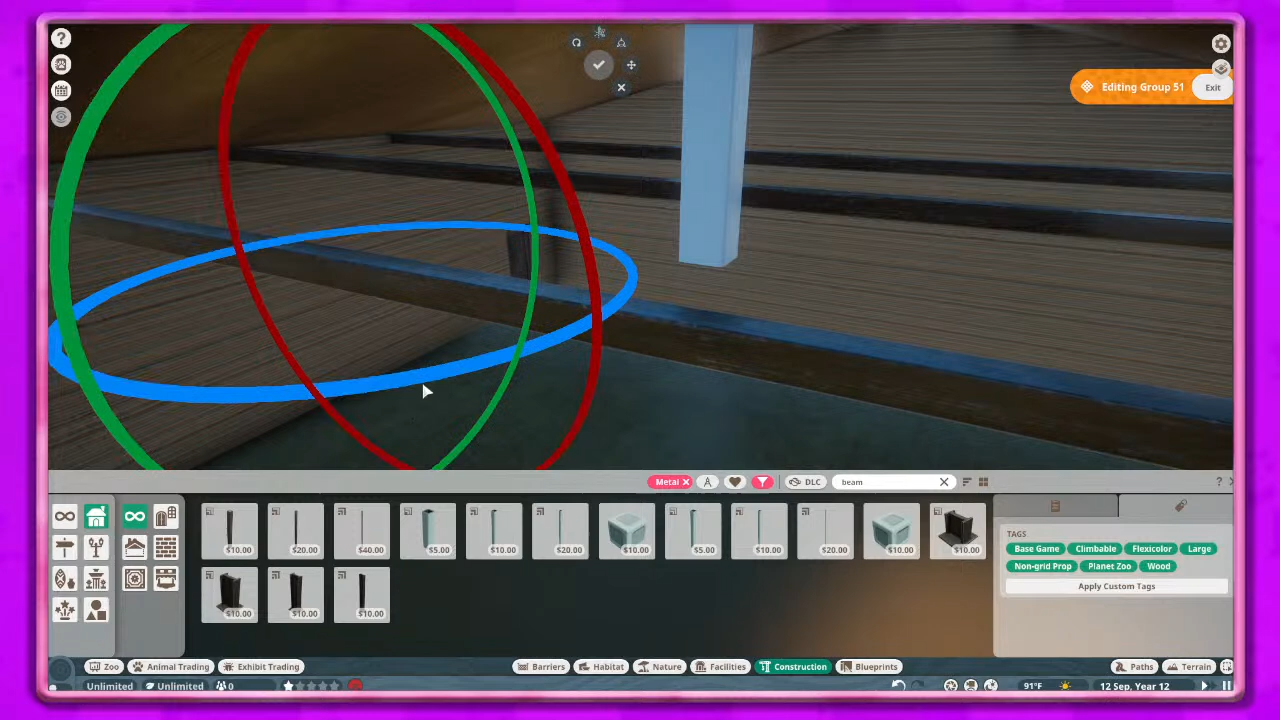 Editing Group 51 Exit
Metal DLC beam
$10.00 $20.00 $40.00 $5.00 $10.00 $20.00 $10.00 $5.00 $10.00 $20.00 $10.00 $10.00
$10.00 $10.00 $10.00
TAGS
Base Game Climbable Flexicolor Large
Non-grid Prop Planet Zoo Wood
Apply Custom Tags
Zoo Animal Trading Exhibit Trading Barriers Habitat Nature Facilities Construction Blueprints Paths Terrain
Unlimited Unlimited 0 91°F 12 Sep, Year 12